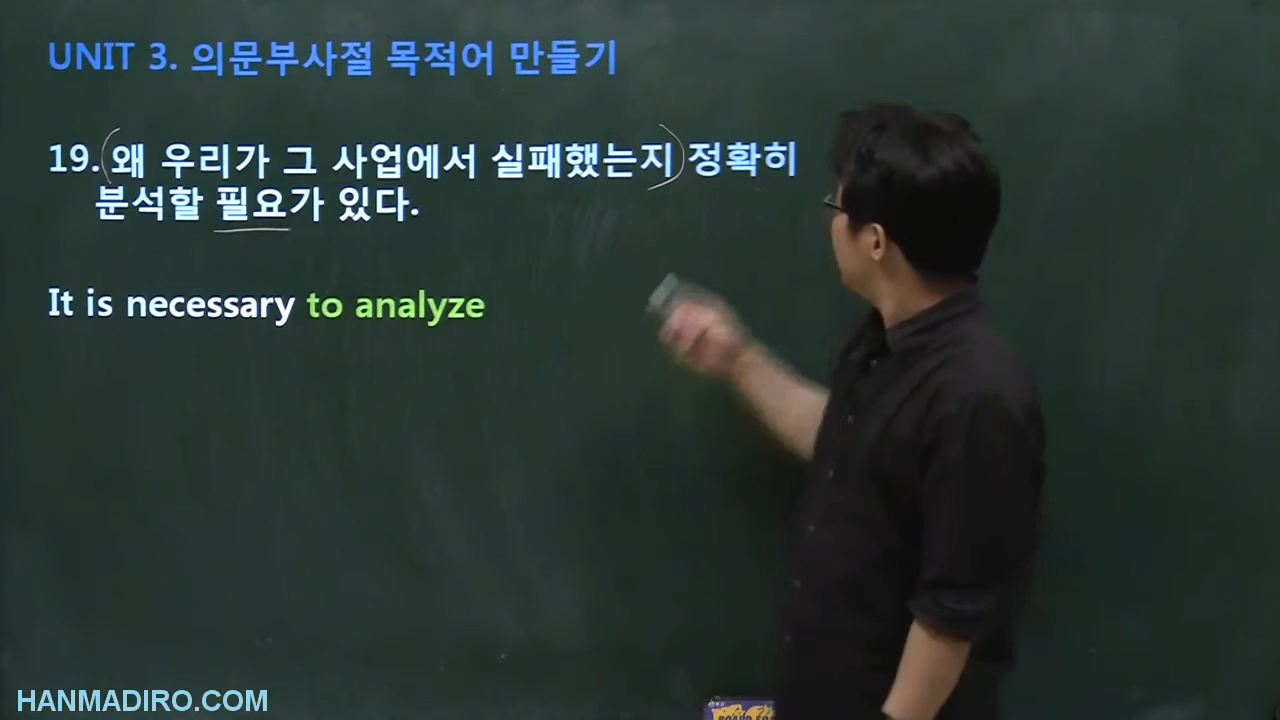 UNIT 3. 의문부사절 목적어 만들기
19. 왜 우리가 그 사업에서 실패했는지 정확히
분석할 필요가 있다.
It is necessary to analyze
HANMADIRO.COM